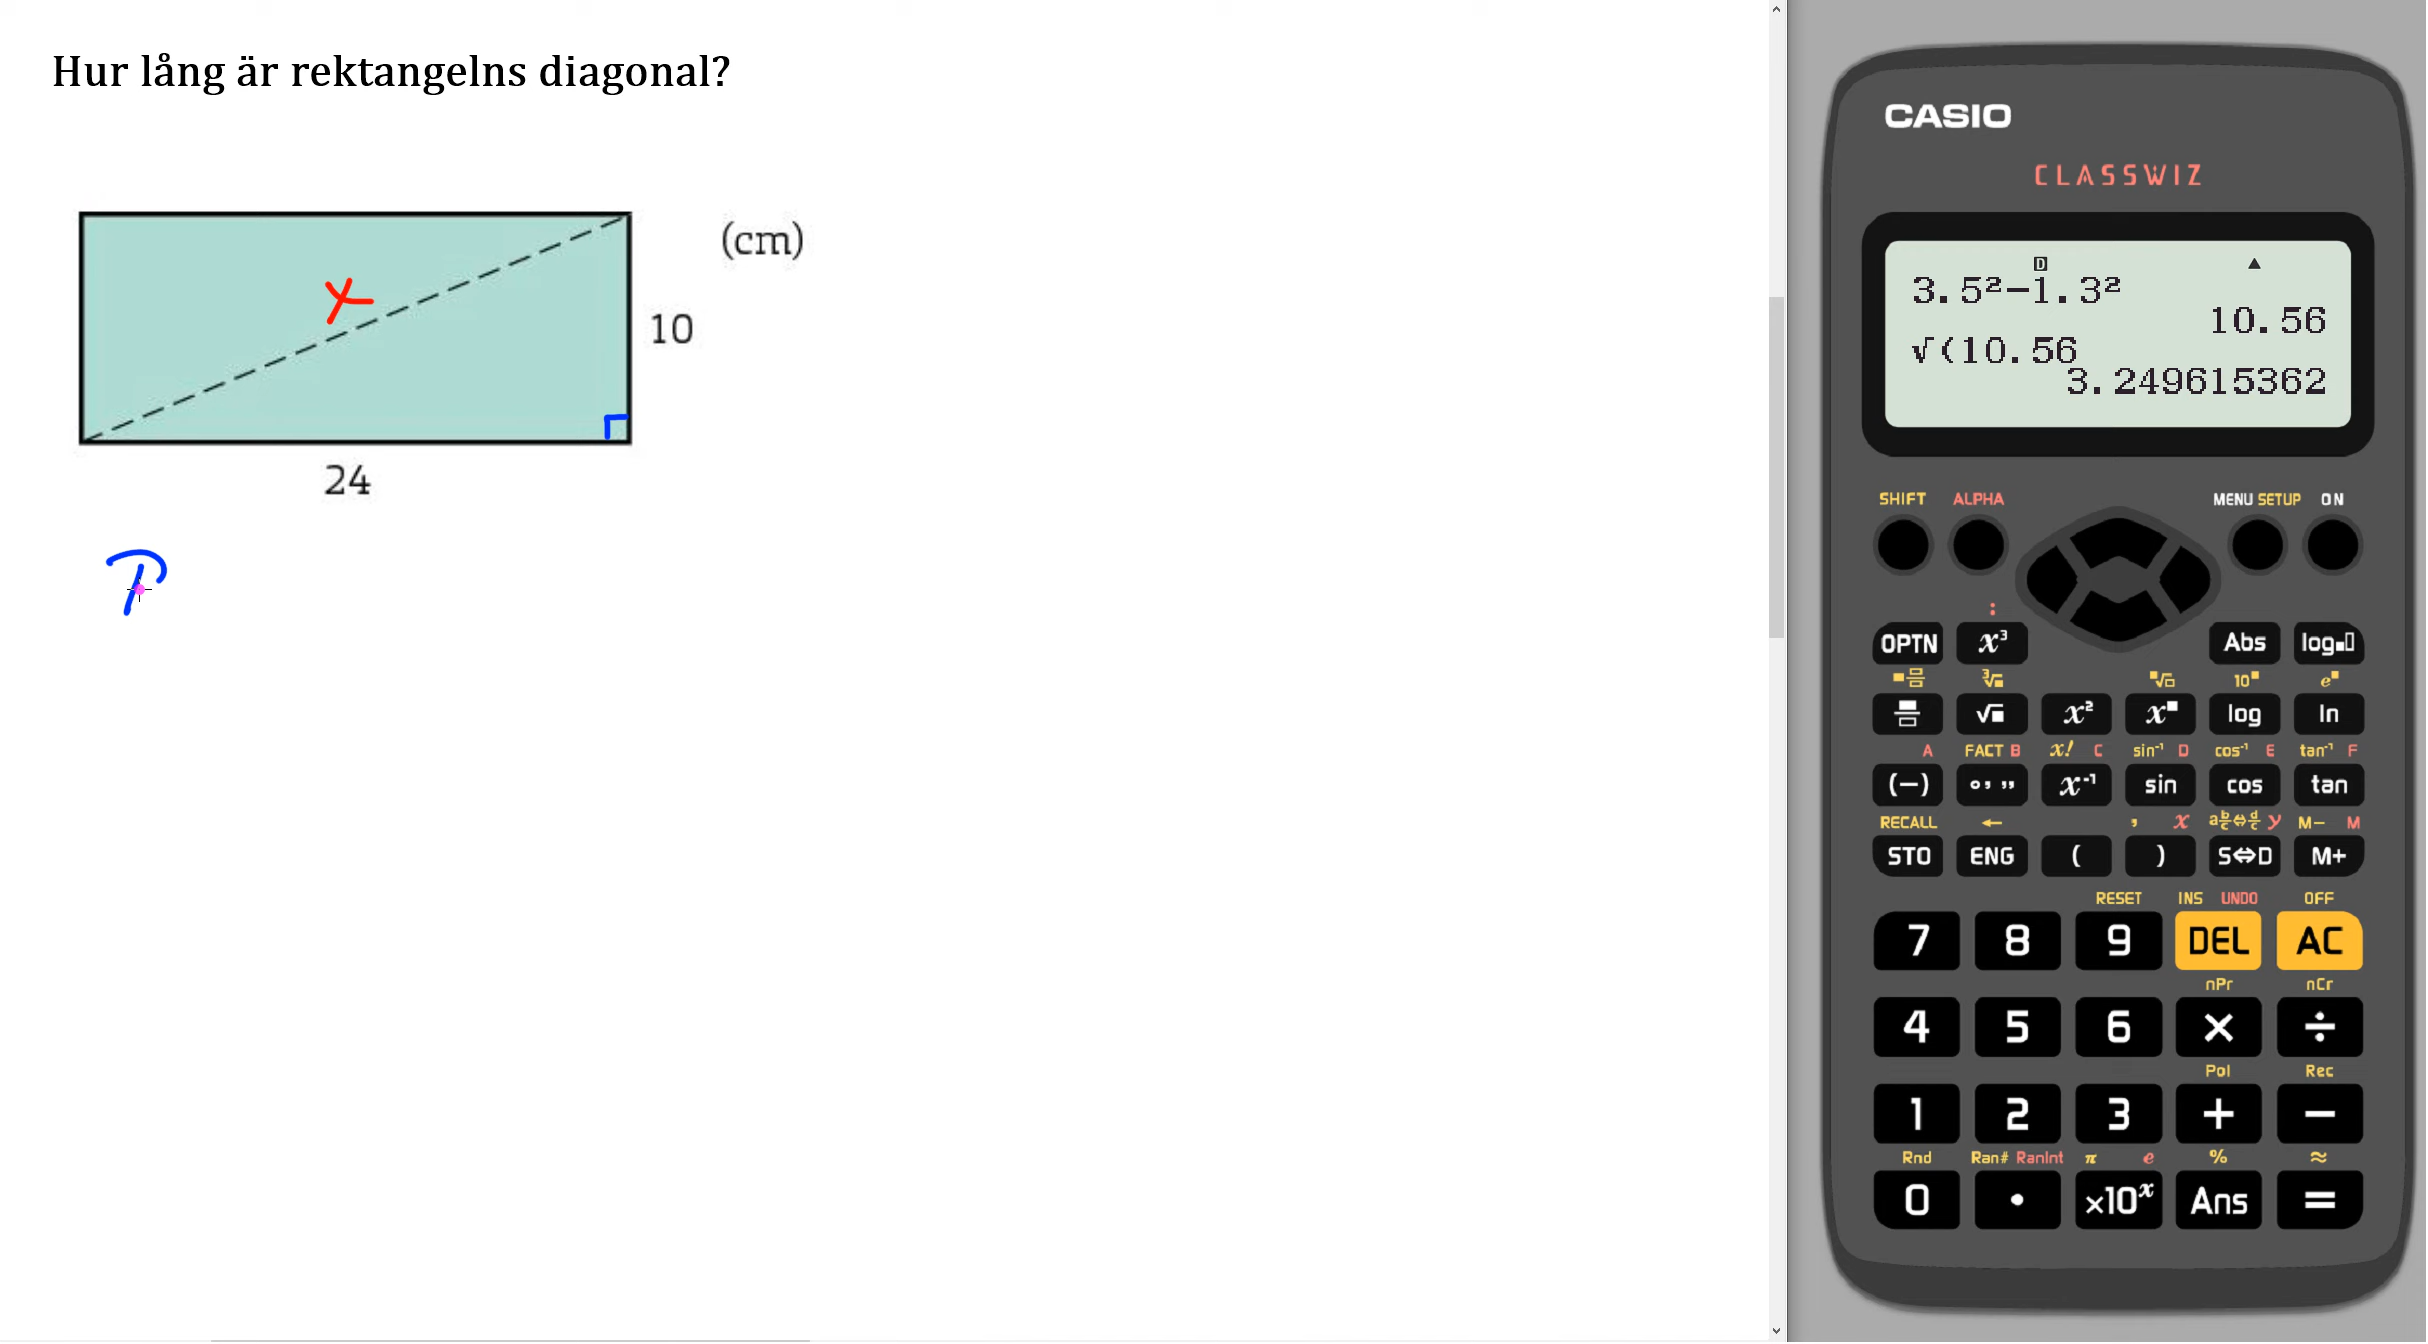 Hur lång är rektangelns diagonal?
(cm)
x
10
24
P
CASIO
CLASSWIZ
D ▲
3.5²−1.3²
10.56
√(10.56
3.249615362
SHIFT ALPHA MENU SETUP ON
:
OPTN x³ Abs log▪▯
³√▪ ▪√▯ 10▪ e▪
√▪ x² x▪ log ln
A FACT B x! C sin⁻¹ D cos⁻¹ E tan⁻¹ F
(−) ° ’ ” x⁻¹ sin cos tan
RECALL ← , x a b/c⇔d/c y M− M
STO ENG ( ) S⇔D M+
RESET INS UNDO OFF
7 8 9 DEL AC
nPr nCr
4 5 6 × ÷
Pol Rec
1 2 3 + −
Rnd Ran# RanInt π e % ≈
0 • ×10ˣ Ans =